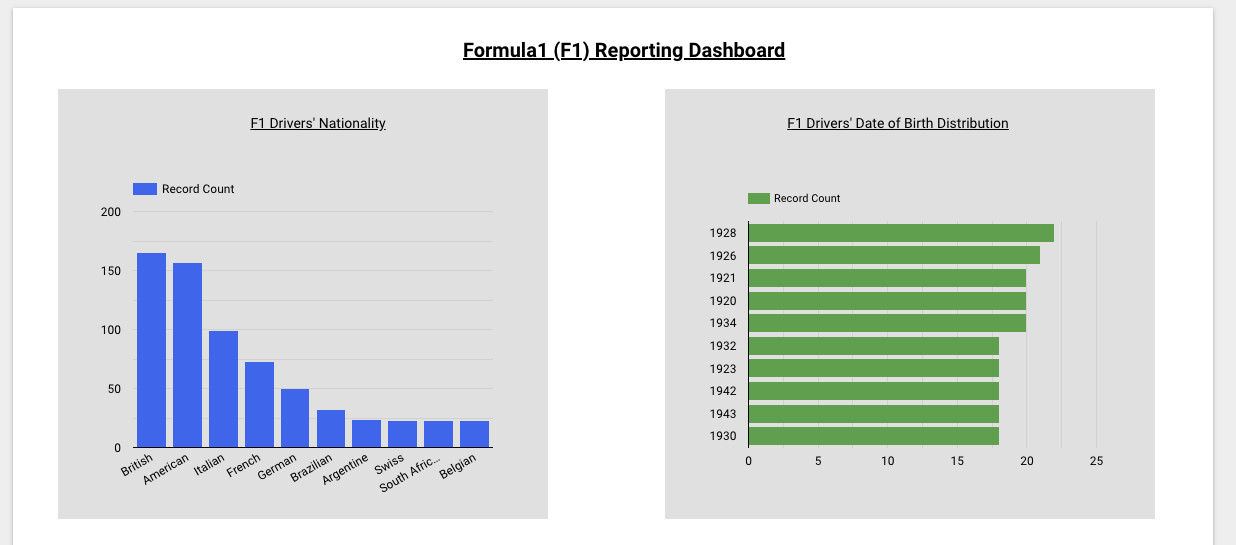 Formula1 (F1) Reporting Dashboard
F1 Drivers' Nationality
Record Count
200
150
100
50
0
British
American
Italian
French
German
Brazilian
Argentine
Swiss
South Afric...
Belgian
F1 Drivers' Date of Birth Distribution
Record Count
1928
1926
1921
1920
1934
1932
1923
1942
1943
1930
0 5 10 15 20 25